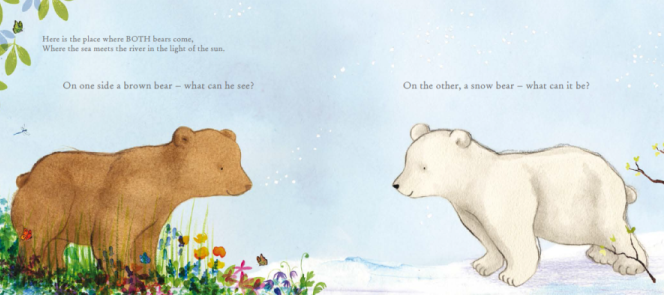 Here is the place where BOTH bears come,
Where the sea meets the river in the light of the sun.
On one side a brown bear – what can he see?
On the other, a snow bear – what can it be?